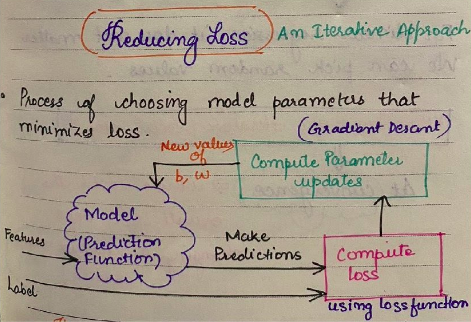 Reducing Loss An Iterative Approach
• Process of choosing model parameters that
minimizes loss.
(Gradient Descent)
New values
of
b, w
Compute Parameter
updates
Model
(Prediction
Function)
Features
Make
Predictions
Compute
loss
Label
using loss function